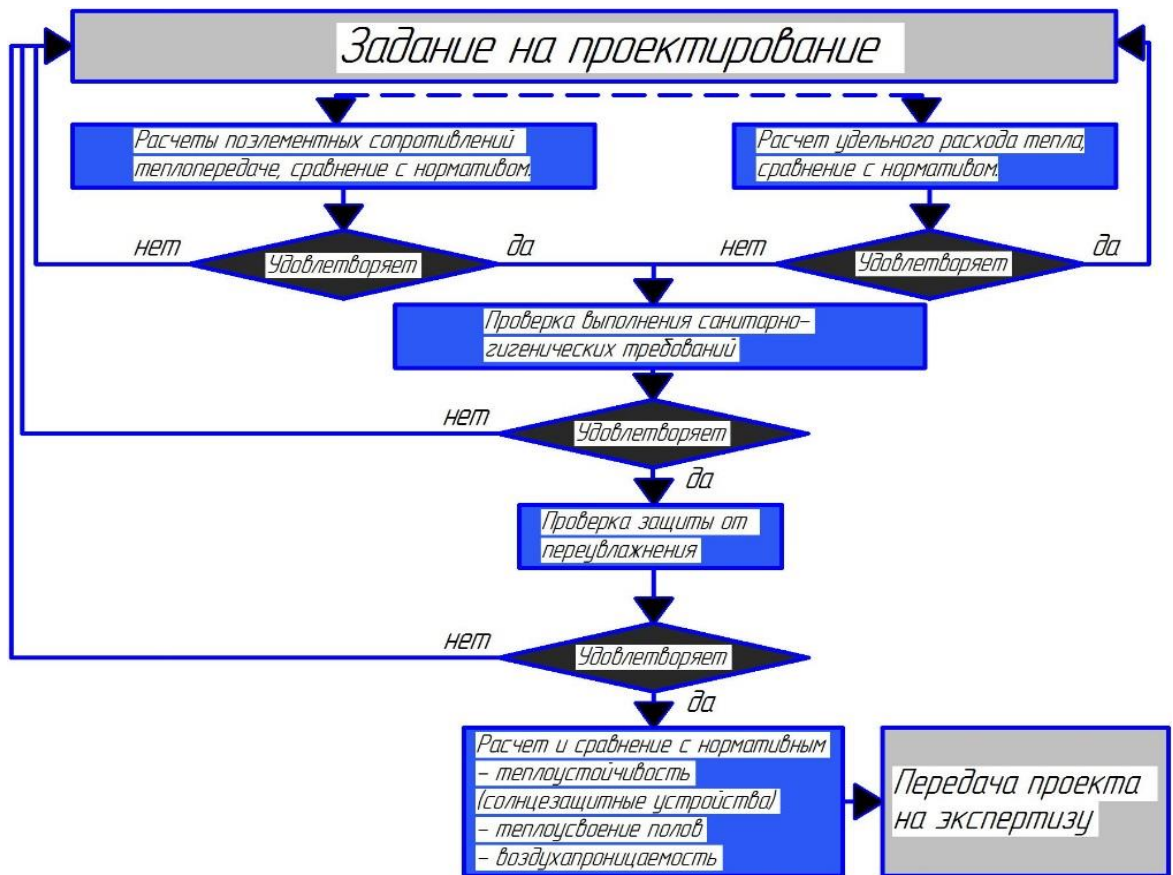 Задание на проектирование
Расчеты поэлементных сопротивлений
теплопередаче, сравнение с нормативом.
Расчет удельного расхода тепла,
сравнение с нормативом.
нет
Удовлетворяет
да
нет
Удовлетворяет
да
Проверка выполнения санитарно-
гигенических требований
нет
Удовлетворяет
да
Проверка защиты от
переувлажнения
нет
Удовлетворяет
да
Расчет и сравнение с нормативным
- теплоустойчивость
(солнцезащитные устройства)
- теплоусвоение полов
- воздухапроницаемость
Передача проекта
на экспертизу